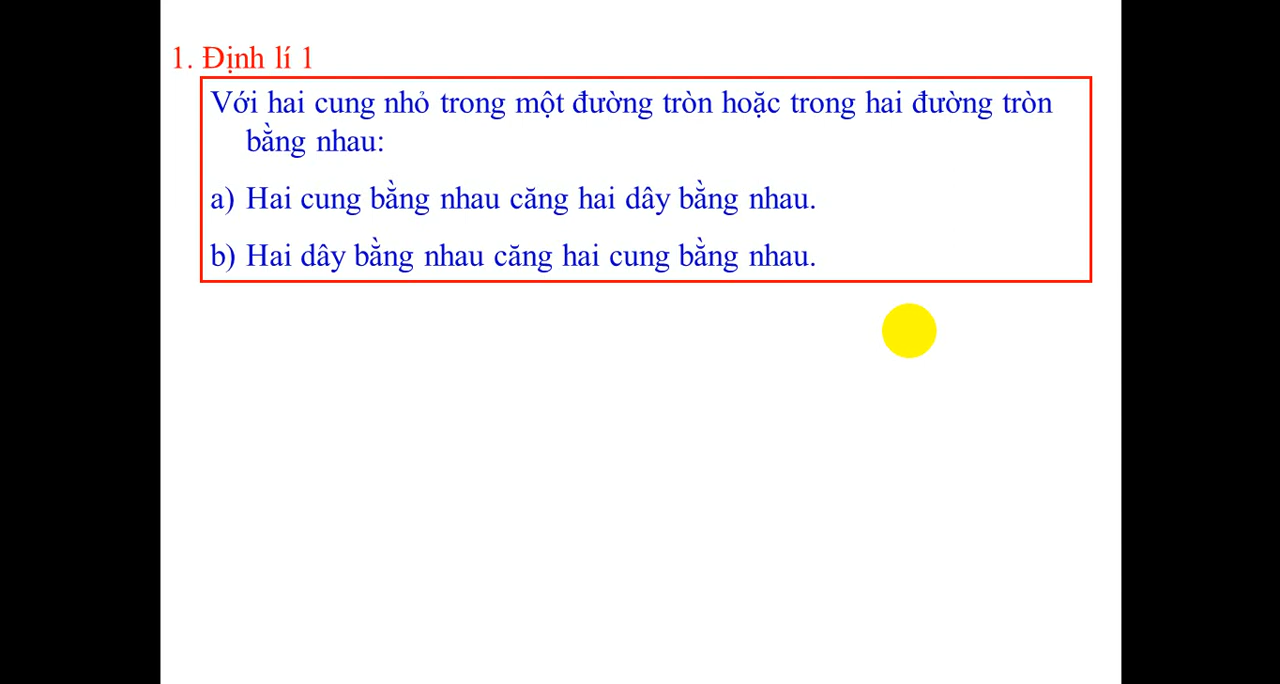 1. Định lí 1
Với hai cung nhỏ trong một đường tròn hoặc trong hai đường tròn
bằng nhau:
a) Hai cung bằng nhau căng hai dây bằng nhau.
b) Hai dây bằng nhau căng hai cung bằng nhau.